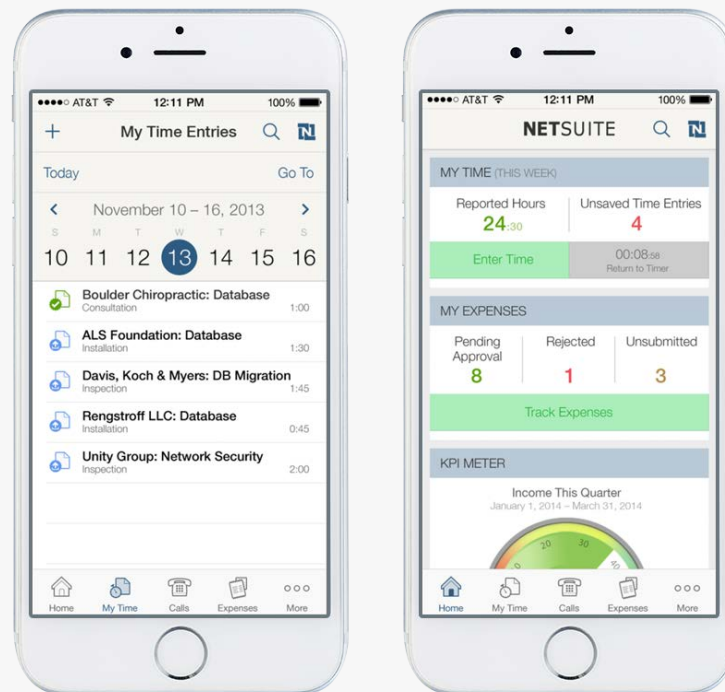 AT&T 12:11 PM 100%
+ My Time Entries N
Today Go To
< November 10 – 16, 2013 >
S M T W T F S
10 11 12 13 14 15 16
Boulder Chiropractic: Database
Consultation 1:00
ALS Foundation: Database
Installation 1:30
Davis, Koch & Myers: DB Migration
Inspection 1:45
Rengstroff LLC: Database
Installation 0:45
Unity Group: Network Security
Inspection 2:00
Home My Time Calls Expenses More
AT&T 12:11 PM 100%
NETSUITE N
MY TIME (THIS WEEK)
Reported Hours Unsaved Time Entries
24:30 4
Enter Time 00:08:58
Return to Timer
MY EXPENSES
Pending Approval Rejected Unsubmitted
8 1 3
Track Expenses
KPI METER
Income This Quarter
January 1, 2014 – March 31, 2014
20 30 40
Home My Time Calls Expenses More